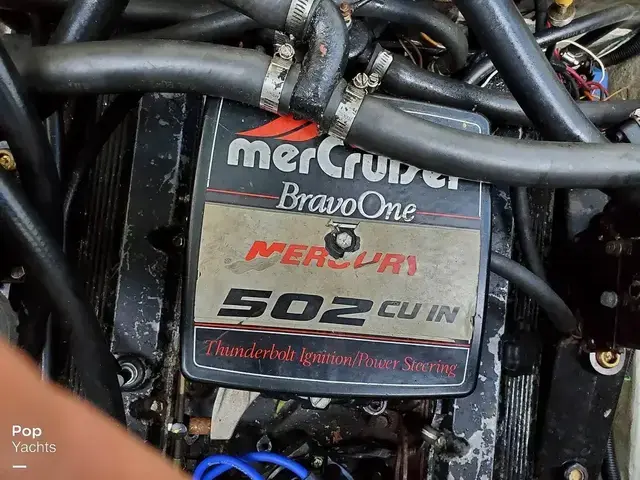 merCruiser
BravoOne
MERCURY
502 CU IN
Thunderbolt Ignition/Power Steering
Pop
Yachts